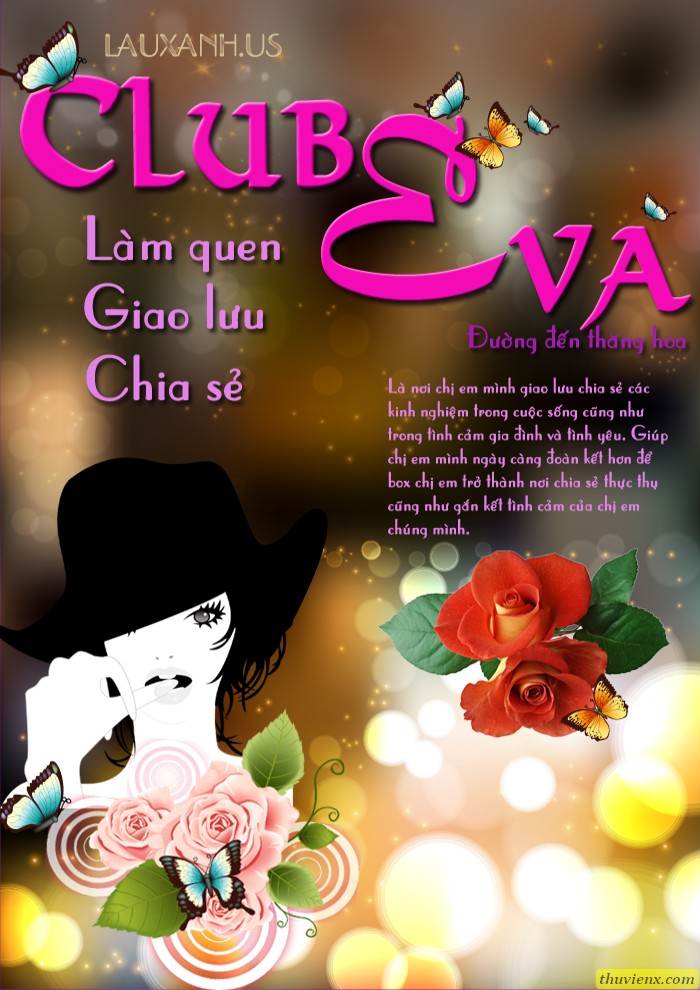 LAUXANH.US
CLUB EVA
Làm quen
Giao lưu
Chia sẻ
Đường đến thăng hoa
Là nơi chị em mình giao lưu chia sẻ các
kinh nghiệm trong cuộc sống cũng như
trong tình cảm gia đình và tình yêu. Giúp
chị em mình ngày càng đoàn kết hơn để
box chị em trở thành nơi chia sẻ thực thụ
cũng như gắn kết tình cảm của chị em
chúng mình.
thuvienx.com